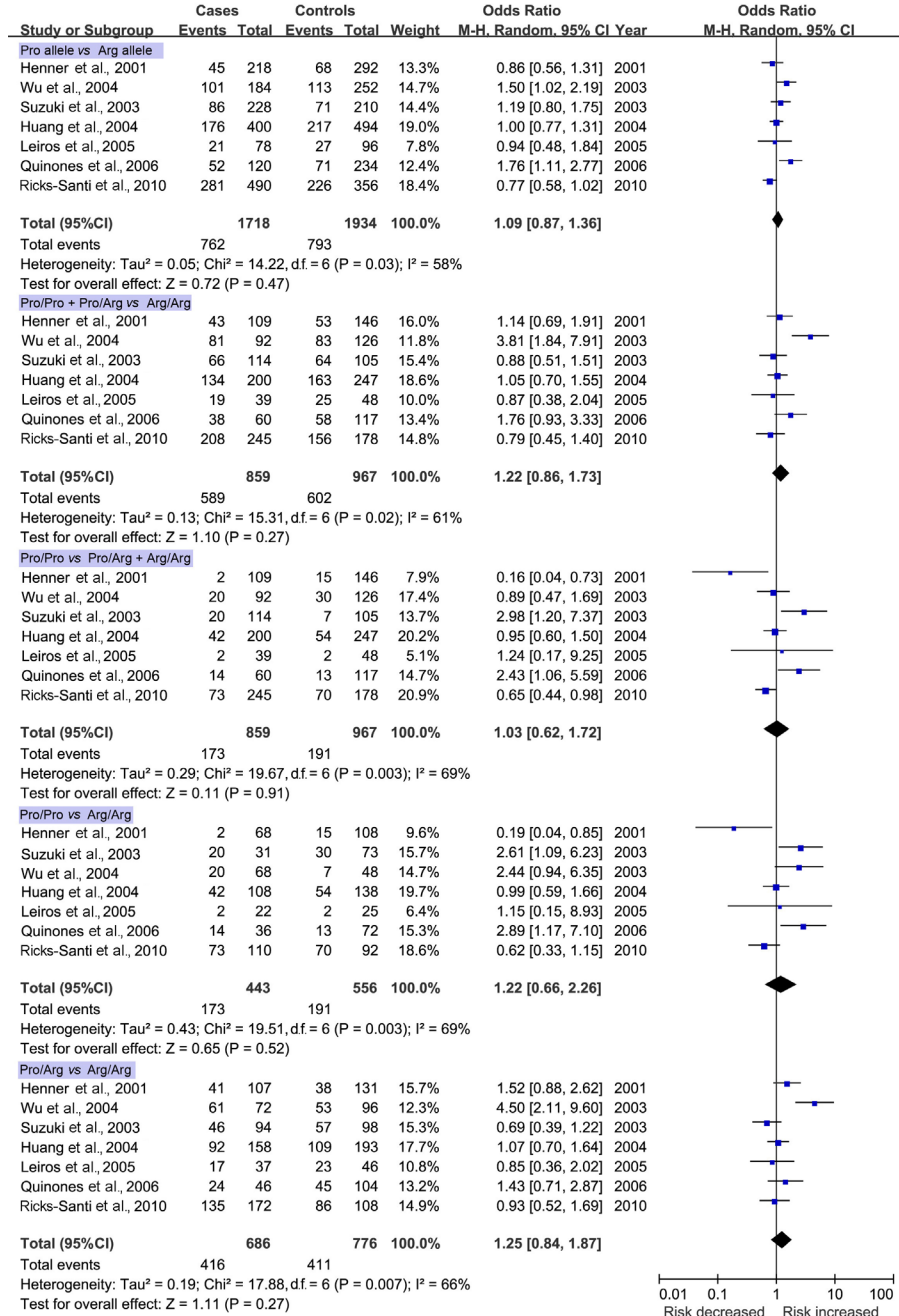 Cases Controls Odds Ratio Odds Ratio
Study or Subgroup Events Total Events Total Weight M-H. Random. 95% CI Year M-H. Random. 95% CI
Pro allele vs Arg allele
Henner et al., 2001 45 218 68 292 13.3% 0.86 [0.56, 1.31] 2001
Wu et al., 2004 101 184 113 252 14.7% 1.50 [1.02, 2.19] 2003
Suzuki et al., 2003 86 228 71 210 14.4% 1.19 [0.80, 1.75] 2003
Huang et al., 2004 176 400 217 494 19.0% 1.00 [0.77, 1.31] 2004
Leiros et al., 2005 21 78 27 96 7.8% 0.94 [0.48, 1.84] 2005
Quinones et al., 2006 52 120 71 234 12.4% 1.76 [1.11, 2.77] 2006
Ricks-Santi et al., 2010 281 490 226 356 18.4% 0.77 [0.58, 1.02] 2010
Total (95%CI) 1718 1934 100.0% 1.09 [0.87, 1.36]
Total events 762 793
Heterogeneity: Tau² = 0.05; Chi² = 14.22, d.f. = 6 (P = 0.03); I² = 58%
Test for overall effect: Z = 0.72 (P = 0.47)
Pro/Pro + Pro/Arg vs Arg/Arg
Henner et al., 2001 43 109 53 146 16.0% 1.14 [0.69, 1.91] 2001
Wu et al., 2004 81 92 83 126 11.8% 3.81 [1.84, 7.91] 2003
Suzuki et al., 2003 66 114 64 105 15.4% 0.88 [0.51, 1.51] 2003
Huang et al., 2004 134 200 163 247 18.6% 1.05 [0.70, 1.55] 2004
Leiros et al., 2005 19 39 25 48 10.0% 0.87 [0.38, 2.04] 2005
Quinones et al., 2006 38 60 58 117 13.4% 1.76 [0.93, 3.33] 2006
Ricks-Santi et al., 2010 208 245 156 178 14.8% 0.79 [0.45, 1.40] 2010
Total (95%CI) 859 967 100.0% 1.22 [0.86, 1.73]
Total events 589 602
Heterogeneity: Tau² = 0.13; Chi² = 15.31, d.f. = 6 (P = 0.02); I² = 61%
Test for overall effect: Z = 1.10 (P = 0.27)
Pro/Pro vs Pro/Arg + Arg/Arg
Henner et al., 2001 2 109 15 146 7.9% 0.16 [0.04, 0.73] 2001
Wu et al., 2004 20 92 30 126 17.4% 0.89 [0.47, 1.69] 2003
Suzuki et al., 2003 20 114 7 105 13.7% 2.98 [1.20, 7.37] 2003
Huang et al., 2004 42 200 54 247 20.2% 0.95 [0.60, 1.50] 2004
Leiros et al., 2005 2 39 2 48 5.1% 1.24 [0.17, 9.25] 2005
Quinones et al., 2006 14 60 13 117 14.7% 2.43 [1.06, 5.59] 2006
Ricks-Santi et al., 2010 73 245 70 178 20.9% 0.65 [0.44, 0.98] 2010
Total (95%CI) 859 967 100.0% 1.03 [0.62, 1.72]
Total events 173 191
Heterogeneity: Tau² = 0.29; Chi² = 19.67, d.f. = 6 (P = 0.003); I² = 69%
Test for overall effect: Z = 0.11 (P = 0.91)
Pro/Pro vs Arg/Arg
Henner et al., 2001 2 68 15 108 9.6% 0.19 [0.04, 0.85] 2001
Suzuki et al., 2003 20 31 30 73 15.7% 2.61 [1.09, 6.23] 2003
Wu et al., 2004 20 68 7 48 14.7% 2.44 [0.94, 6.35] 2003
Huang et al., 2004 42 108 54 138 19.7% 0.99 [0.59, 1.66] 2004
Leiros et al., 2005 2 22 2 25 6.4% 1.15 [0.15, 8.93] 2005
Quinones et al., 2006 14 36 13 72 15.3% 2.89 [1.17, 7.10] 2006
Ricks-Santi et al., 2010 73 110 70 92 18.6% 0.62 [0.33, 1.15] 2010
Total (95%CI) 443 556 100.0% 1.22 [0.66, 2.26]
Total events 173 191
Heterogeneity: Tau² = 0.43; Chi² = 19.51, d.f. = 6 (P = 0.003); I² = 69%
Test for overall effect: Z = 0.65 (P = 0.52)
Pro/Arg vs Arg/Arg
Henner et al., 2001 41 107 38 131 15.7% 1.52 [0.88, 2.62] 2001
Wu et al., 2004 61 72 53 96 12.3% 4.50 [2.11, 9.60] 2003
Suzuki et al., 2003 46 94 57 98 15.3% 0.69 [0.39, 1.22] 2003
Huang et al., 2004 92 158 109 193 17.7% 1.07 [0.70, 1.64] 2004
Leiros et al., 2005 17 37 23 46 10.8% 0.85 [0.36, 2.02] 2005
Quinones et al., 2006 24 46 45 104 13.2% 1.43 [0.71, 2.87] 2006
Ricks-Santi et al., 2010 135 172 86 108 14.9% 0.93 [0.52, 1.69] 2010
Total (95%CI) 686 776 100.0% 1.25 [0.84, 1.87]
Total events 416 411
Heterogeneity: Tau² = 0.19; Chi² = 17.88, d.f. = 6 (P = 0.007); I² = 66%
Test for overall effect: Z = 1.11 (P = 0.27)
0.01 0.1 1 10 100
Risk decreased Risk increased